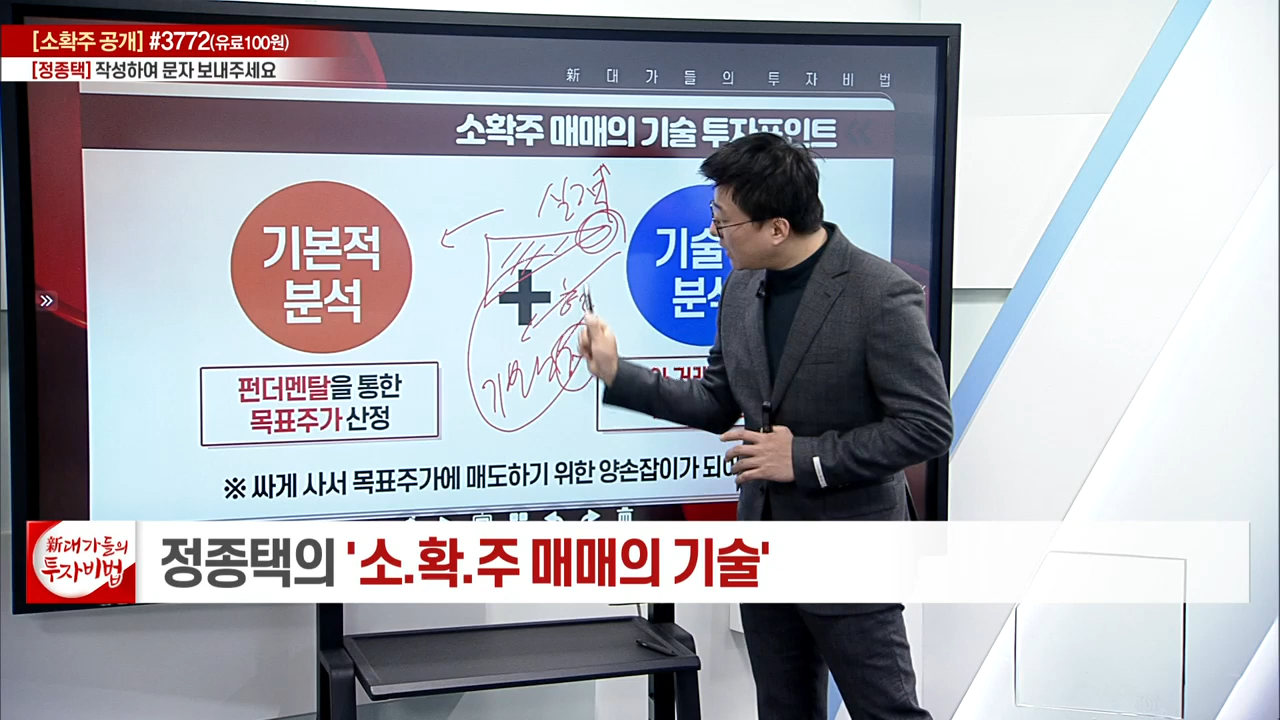 [소확주 공개] #3772(유료100원)
[정종택] 작성하여 문자 보내주세요
新대가들의 투자비법
소확주 매매의 기술 투자포인트
기본적
분석
+
기술
분석
실적
펀더멘탈을 통한
목표주가 산정
※ 싸게 사서 목표주가에 매도하기 위한 양손잡이가 되어
新대가들의
투자비법
정종택의 '소.확.주 매매의 기술'